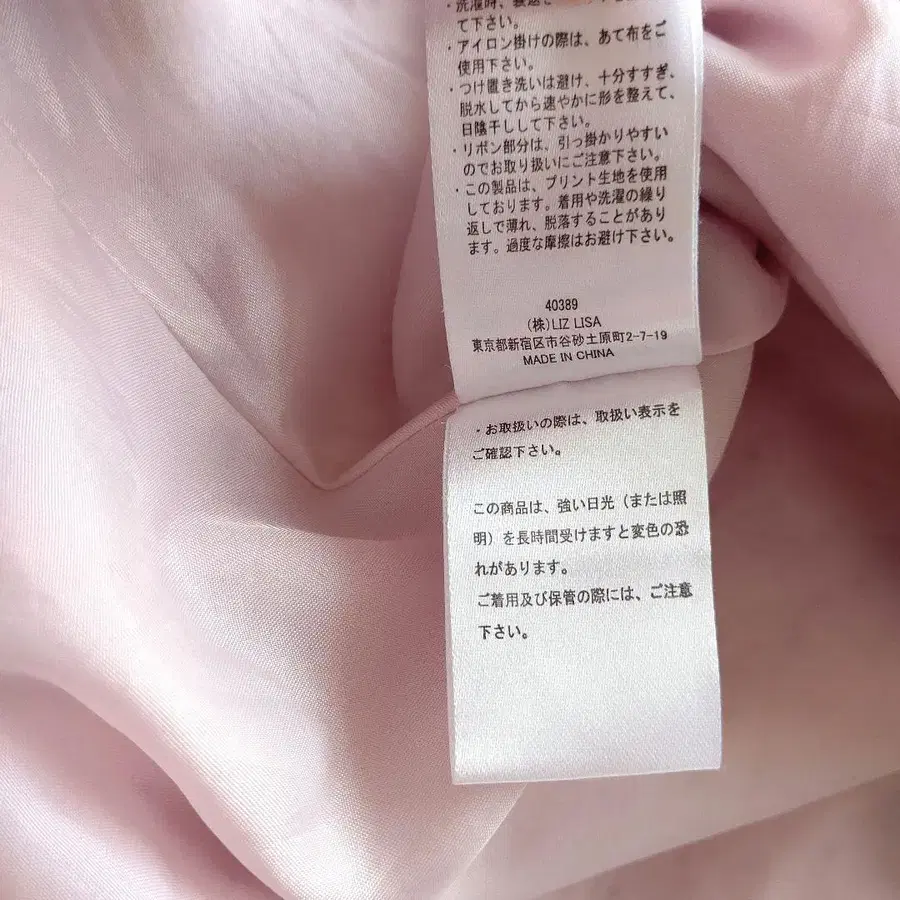 ・洗濯時、裏返
て下さい。
・アイロン掛けの際は、あて布をご
使用下さい。
・つけ置き洗いは避け、十分すすぎ、
脱水してから速やかに形を整えて、
日陰干しして下さい。
・リボン部分は、引っ掛かりやすい
のでお取り扱いにご注意下さい。
・この製品は、プリント生地を使用
しております。着用や洗濯の繰り
返しで薄れ、脱落することがあり
ます。過度な摩擦はお避け下さい。
40389
(株)LIZ LISA
東京都新宿区市谷砂土原町2-7-19
MADE IN CHINA
・お取扱いの際は、取扱い表示を
ご確認下さい。
この商品は、強い日光（または照
明）を長時間受けますと変色の恐
れがあります。
ご着用及び保管の際には、ご注意
下さい。